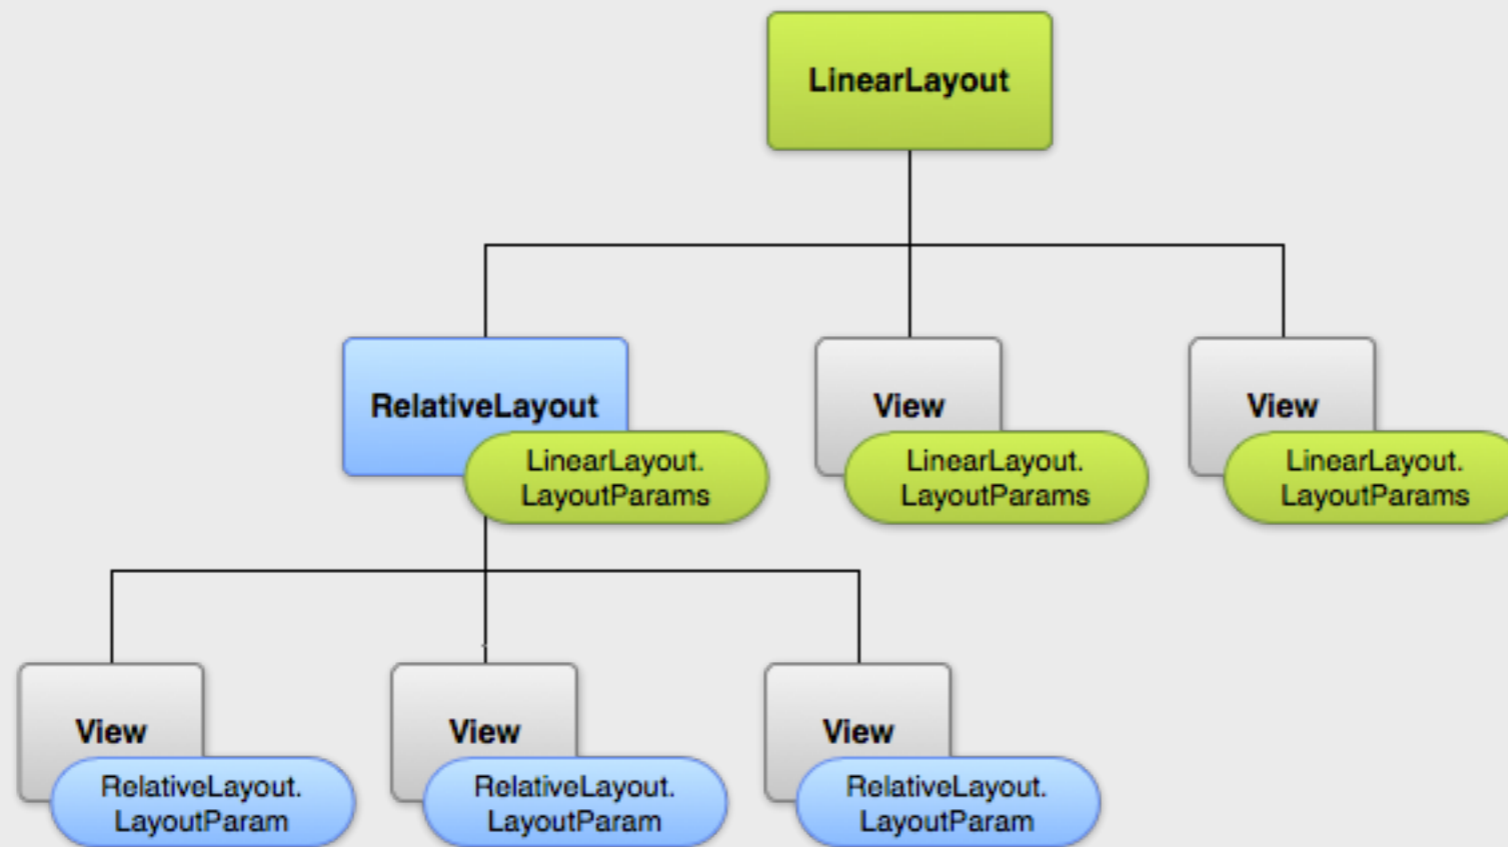 LinearLayout
RelativeLayout
View
View
LinearLayout.
LayoutParams
LinearLayout.
LayoutParams
LinearLayout.
LayoutParams
View
View
View
RelativeLayout.
LayoutParam
RelativeLayout.
LayoutParam
RelativeLayout.
LayoutParam